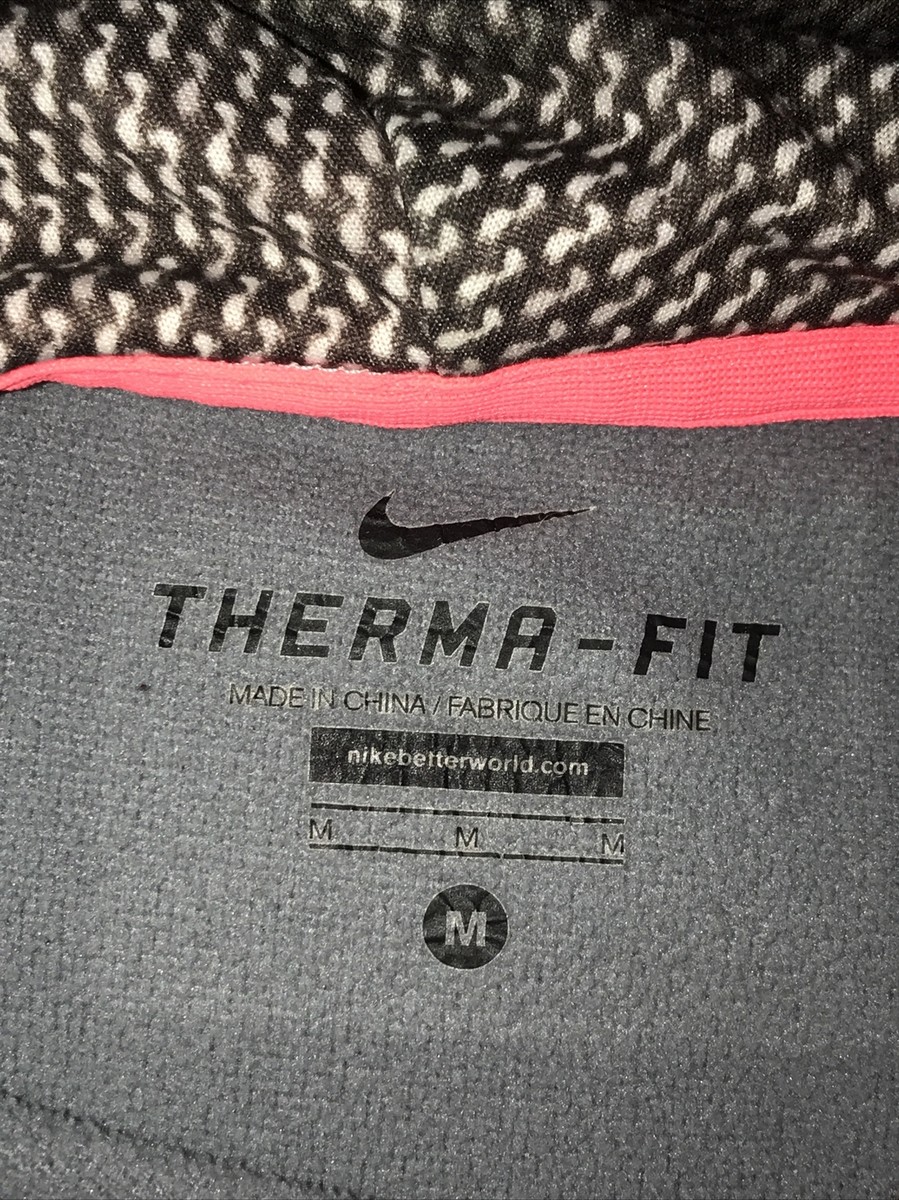 THERMA-FIT
MADE IN CHINA / FABRIQUE EN CHINE
nikebetterworld.com
M M M
M